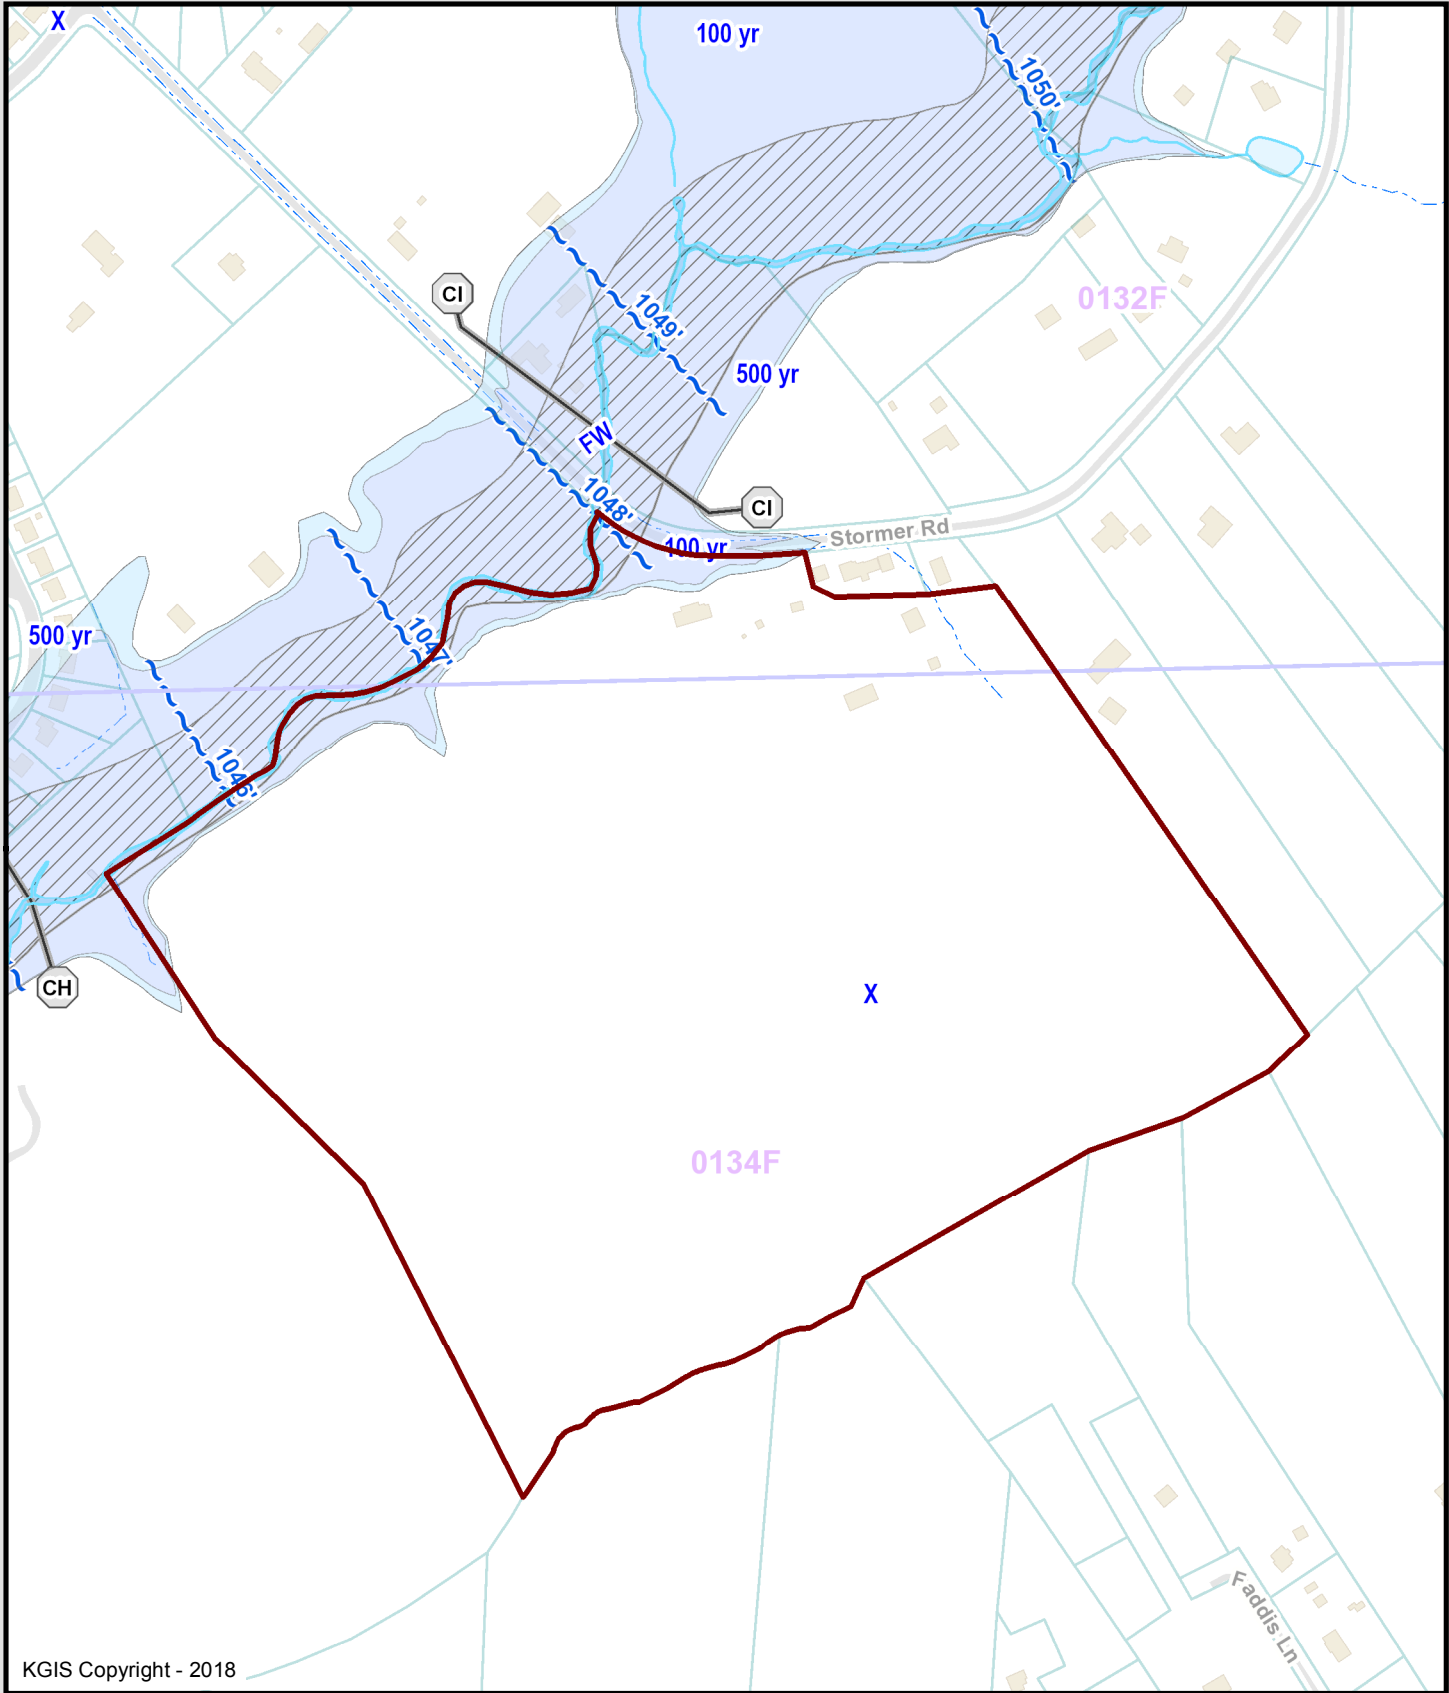 X
100 yr
1050'
CI
1049'
0132F
500 yr
FW
1048'
CI
100 yr
Stormer Rd
500 yr
1047'
1046'
CH
X
0134F
Faddis Ln
KGIS Copyright - 2018